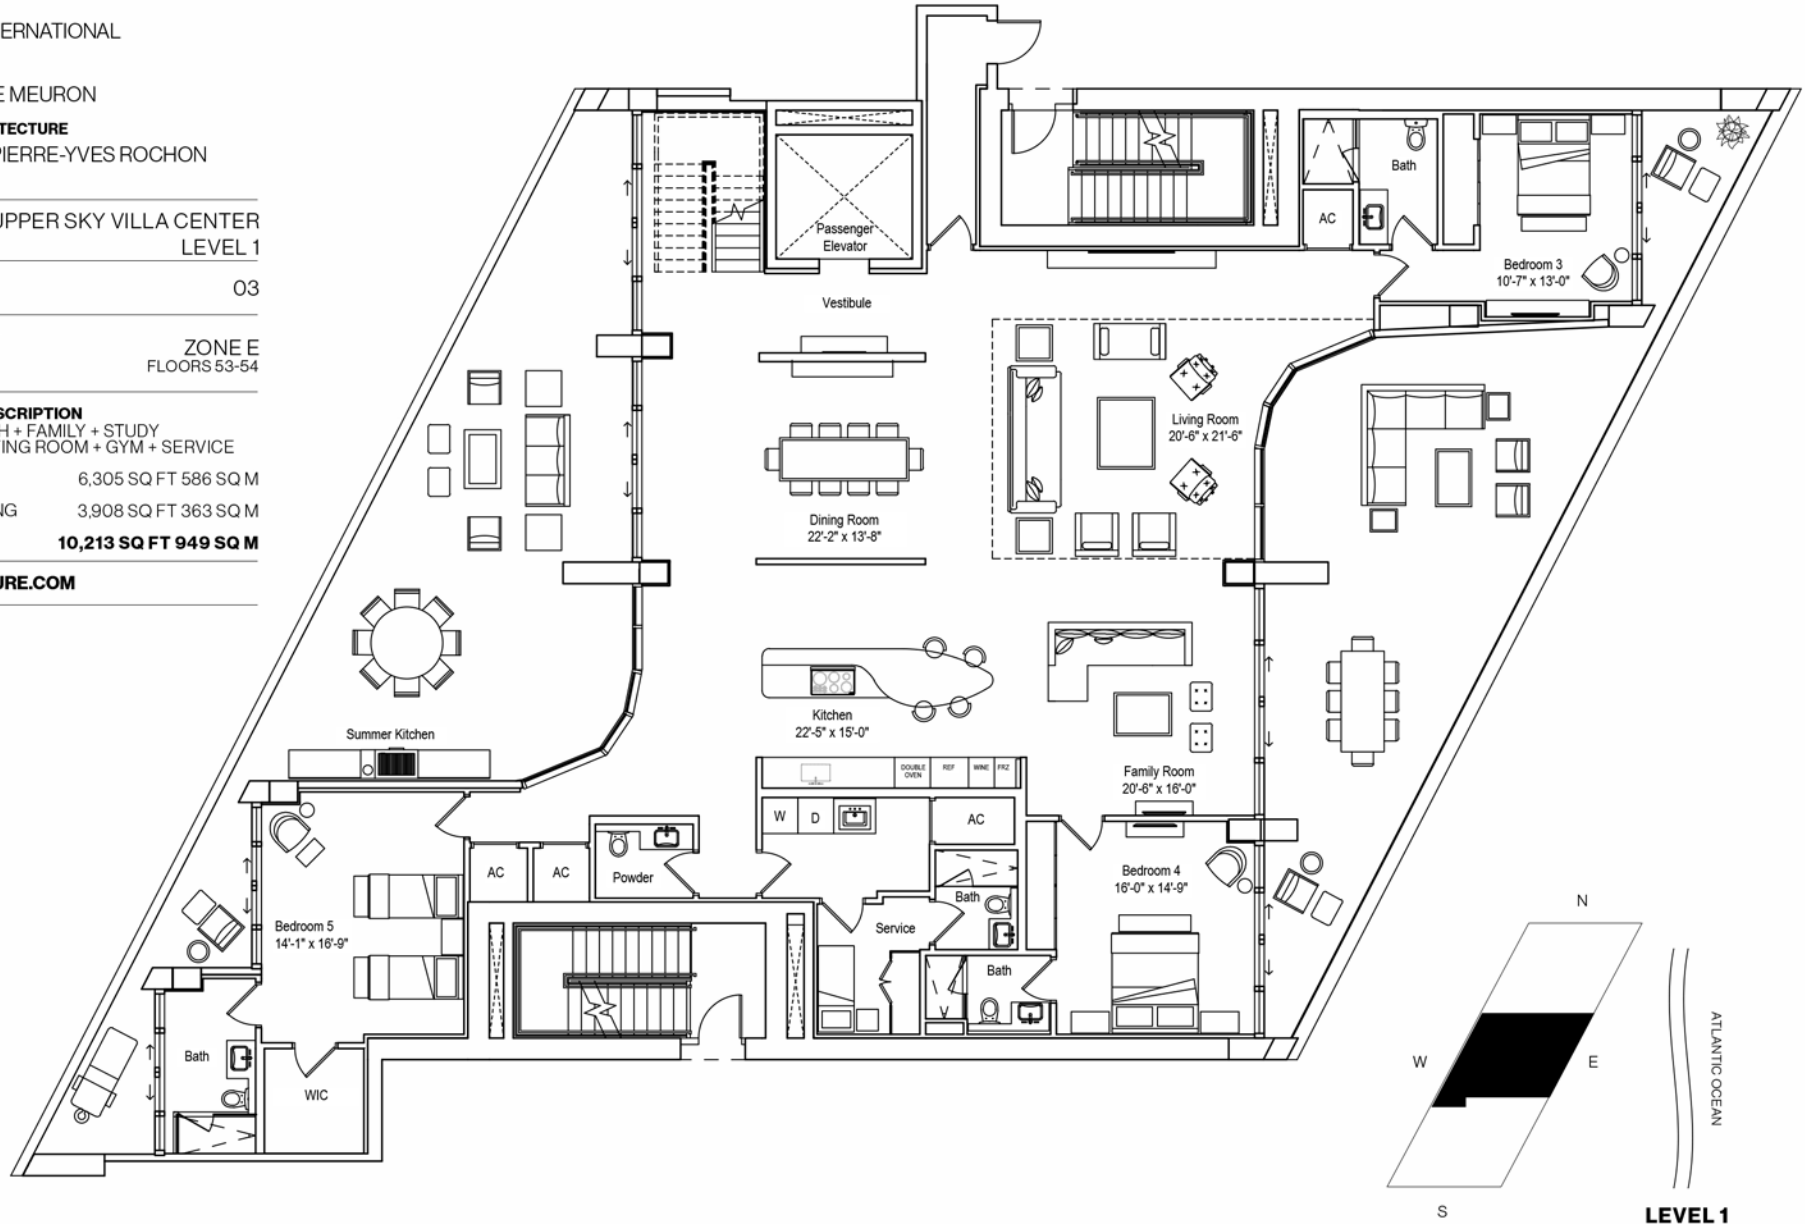 ERNATIONAL
E MEURON
TECTURE
PIERRE-YVES ROCHON
UPPER SKY VILLA CENTER
LEVEL 1
03
ZONE E
FLOORS 53-54
SCRIPTION
H + FAMILY + STUDY
ING ROOM + GYM + SERVICE
6,305 SQ FT 586 SQ M
NG 3,908 SQ FT 363 SQ M
10,213 SQ FT 949 SQ M
URE.COM
Passenger
Elevator
Vestibule
Bath
AC
Bedroom 3
10'-7" x 13'-0"
Living Room
20'-6" x 21'-6"
Dining Room
22'-2" x 13'-8"
Kitchen
22'-5" x 15'-0"
Summer Kitchen
DOUBLE
OVEN
REF
WINE
FRZ
Family Room
20'-6" x 16'-0"
W
D
AC
AC
AC
Powder
Bath
Bedroom 4
16'-0" x 14'-9"
Bedroom 5
14'-1" x 16'-9"
Service
Bath
Bath
WIC
N
W
E
S
ATLANTIC OCEAN
LEVEL 1